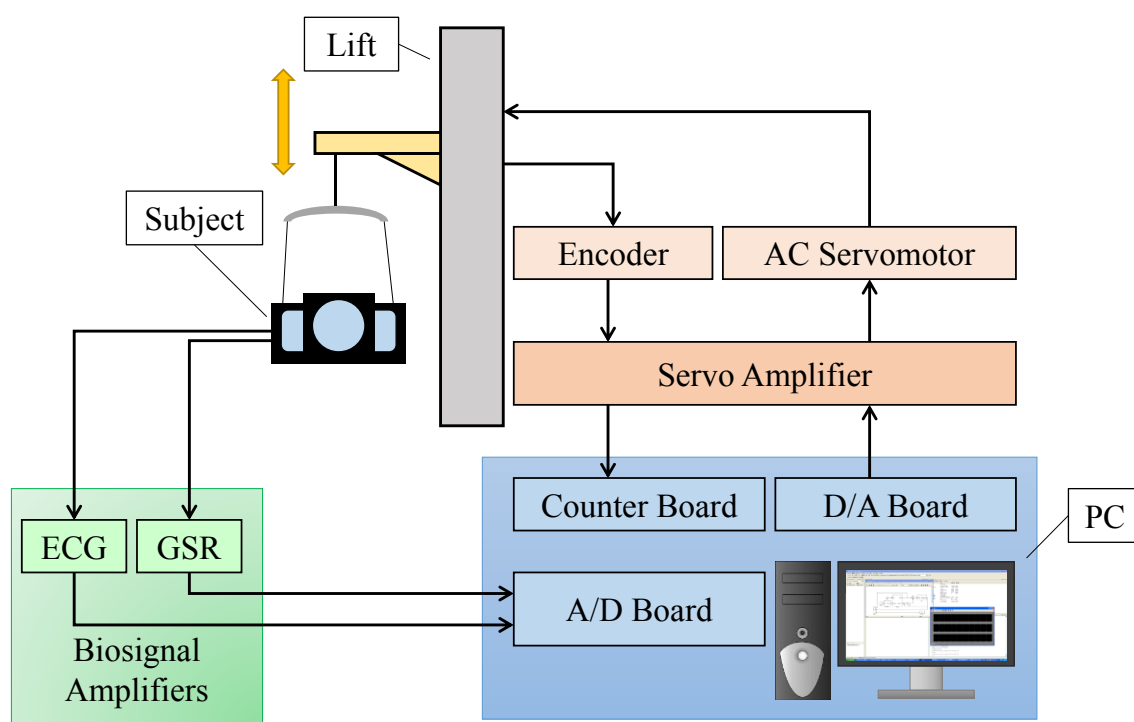 Lift
Subject
Encoder
AC Servomotor
Servo Amplifier
Counter Board
D/A Board
PC
ECG
GSR
A/D Board
Biosignal
Amplifiers